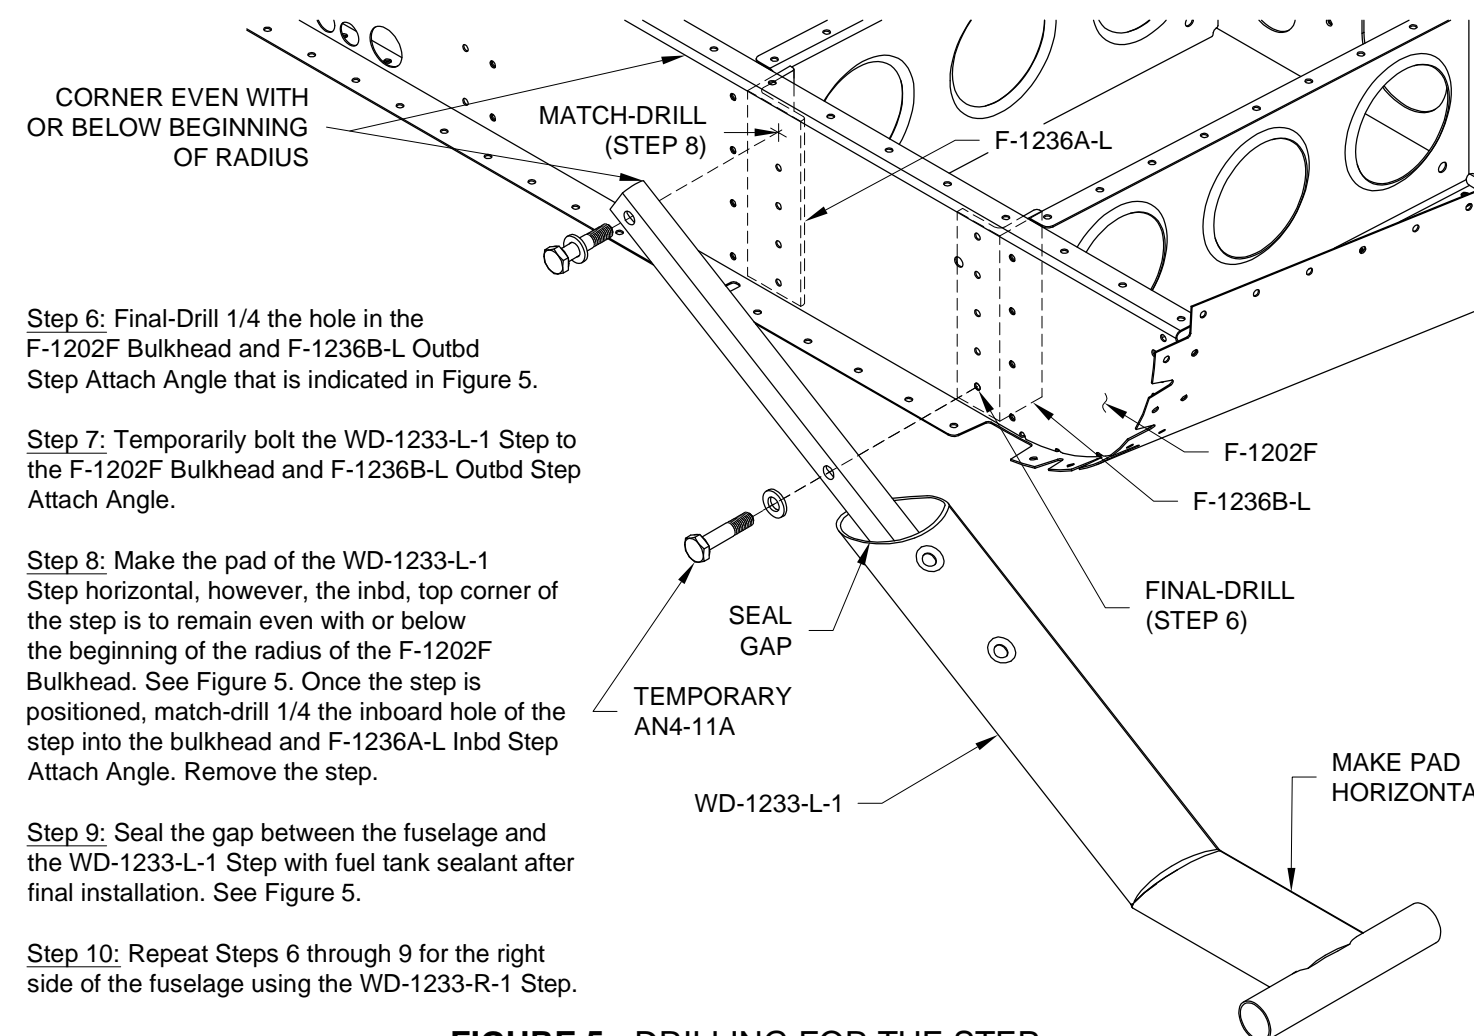 CORNER EVEN WITH
OR BELOW BEGINNING
OF RADIUS
MATCH-DRILL
(STEP 8)
F-1236A-L
Step 6: Final-Drill 1/4 the hole in the
F-1202F Bulkhead and F-1236B-L Outbd
Step Attach Angle that is indicated in Figure 5.
Step 7: Temporarily bolt the WD-1233-L-1 Step to
the F-1202F Bulkhead and F-1236B-L Outbd Step
Attach Angle.
Step 8: Make the pad of the WD-1233-L-1
Step horizontal, however, the inbd, top corner of
the step is to remain even with or below
the beginning of the radius of the F-1202F
Bulkhead. See Figure 5. Once the step is
positioned, match-drill 1/4 the inboard hole of the
step into the bulkhead and F-1236A-L Inbd Step
Attach Angle. Remove the step.
Step 9: Seal the gap between the fuselage and
the WD-1233-L-1 Step with fuel tank sealant after
final installation. See Figure 5.
Step 10: Repeat Steps 6 through 9 for the right
side of the fuselage using the WD-1233-R-1 Step.
F-1202F
F-1236B-L
FINAL-DRILL
(STEP 6)
SEAL
GAP
TEMPORARY
AN4-11A
WD-1233-L-1
MAKE PAD
HORIZONTA
FIGURE 5 DRILLING FOR THE STEP